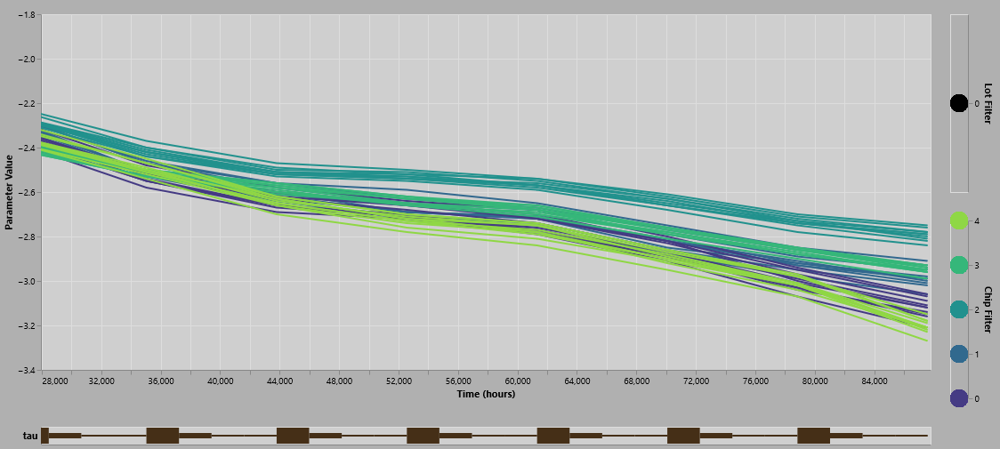 −1.8
−2.0
−2.2
−2.4
−2.6
−2.8
−3.0
−3.2
−3.4
Parameter Value
28,000 32,000 36,000 40,000 44,000 48,000 52,000 56,000 60,000 64,000 68,000 72,000 76,000 80,000 84,000
Time (hours)
tau
0
Lot Filter
4
3
2
1
0
Chip Filter